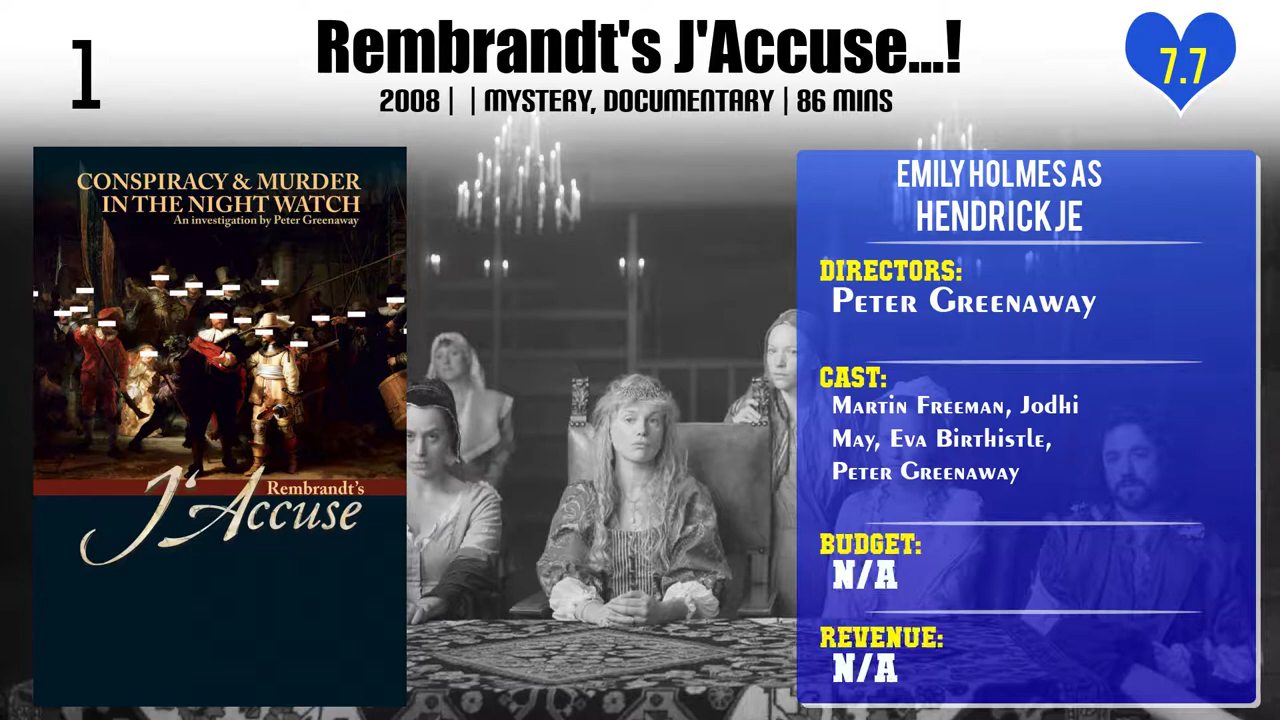 1
Rembrandt's J'Accuse...!
2008 | | MYSTERY, DOCUMENTARY | 86 MINS
7.7
CONSPIRACY & MURDER
IN THE NIGHT WATCH
An investigation by Peter Greenaway
Rembrandt's
J'Accuse
EMILY HOLMES AS
HENDRICKJE
DIRECTORS:
PETER GREENAWAY
CAST:
MARTIN FREEMAN, JODHI
MAY, EVA BIRTHISTLE,
PETER GREENAWAY
BUDGET:
N/A
REVENUE:
N/A